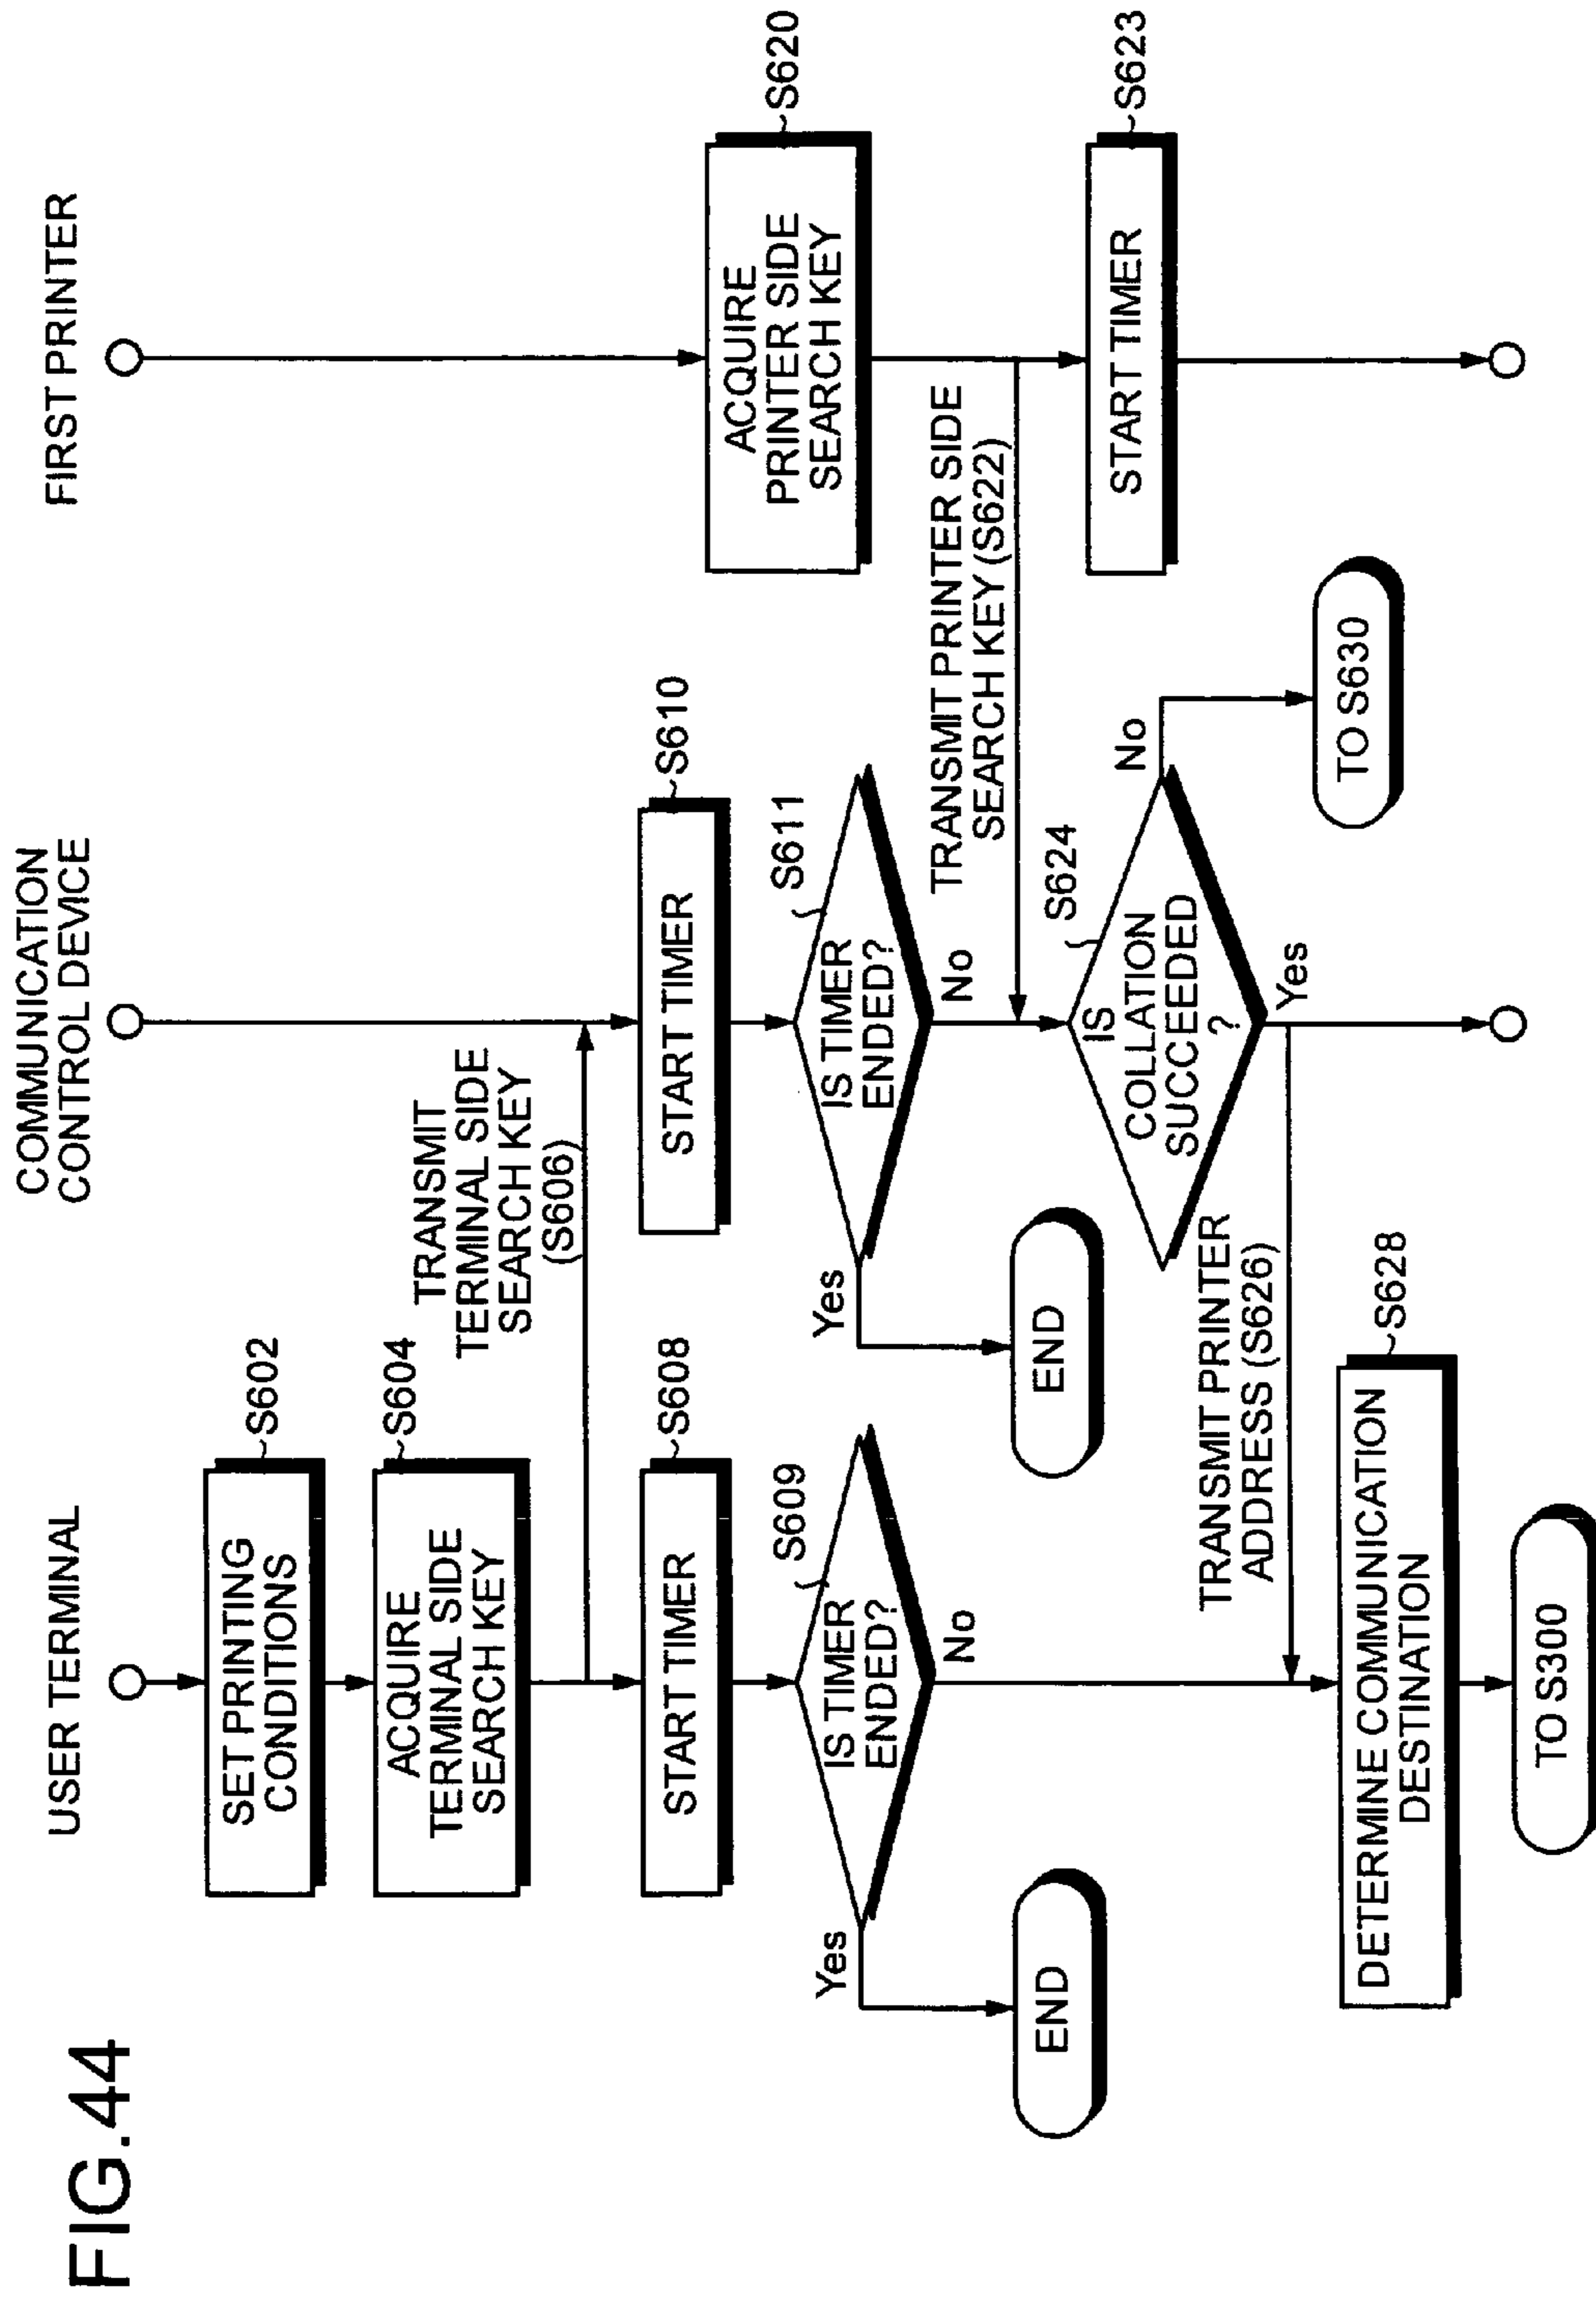 FIG.44
USER TERMINAL
COMMUNICATION
CONTROL DEVICE
FIRST PRINTER
SET PRINTING
CONDITIONS
S602
ACQUIRE
TERMINAL SIDE
SEARCH KEY
S604
TRANSMIT
TERMINAL SIDE
SEARCH KEY
(S606)
START TIMER
S608
START TIMER
S610
ACQUIRE
PRINTER SIDE
SEARCH KEY
S620
IS TIMER
ENDED?
S609
Yes
No
END
IS TIMER
ENDED?
S611
Yes
No
END
TRANSMIT PRINTER SIDE
SEARCH KEY (S622)
START TIMER
S623
IS
COLLATION
SUCCEEDED
?
S624
No
Yes
TO S630
TRANSMIT PRINTER
ADDRESS (S626)
DETERMINE COMMUNICATION
DESTINATION
S628
TO S300